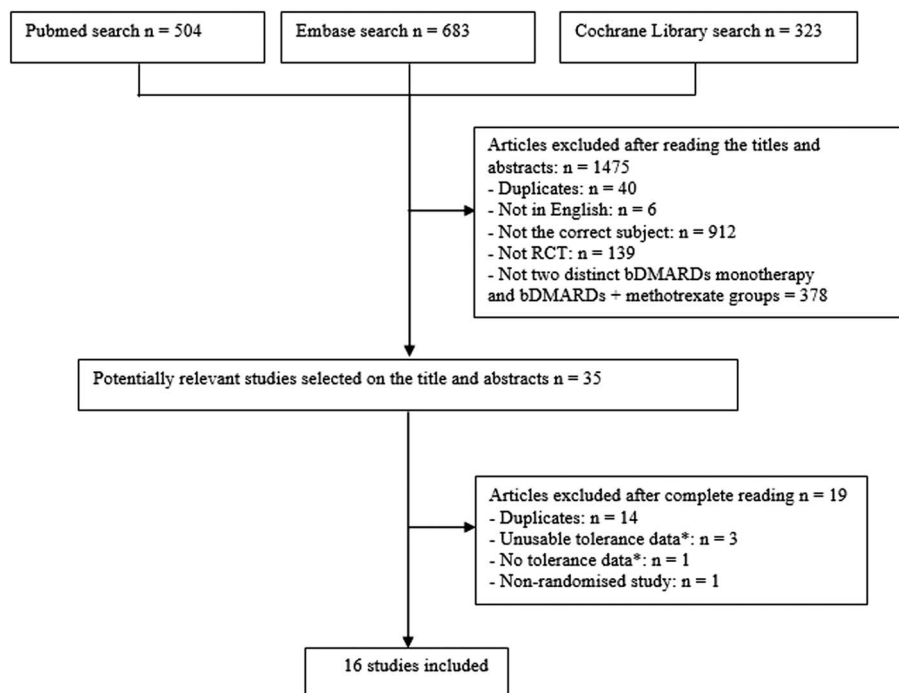 Pubmed search n = 504
Embase search n = 683
Cochrane Library search n = 323
Articles excluded after reading the titles and
abstracts: n = 1475
- Duplicates: n = 40
- Not in English: n = 6
- Not the correct subject: n = 912
- Not RCT: n = 139
- Not two distinct bDMARDs monotherapy
and bDMARDs + methotrexate groups = 378
Potentially relevant studies selected on the title and abstracts n = 35
Articles excluded after complete reading n = 19
- Duplicates: n = 14
- Unusable tolerance data*: n = 3
- No tolerance data*: n = 1
- Non-randomised study: n = 1
16 studies included